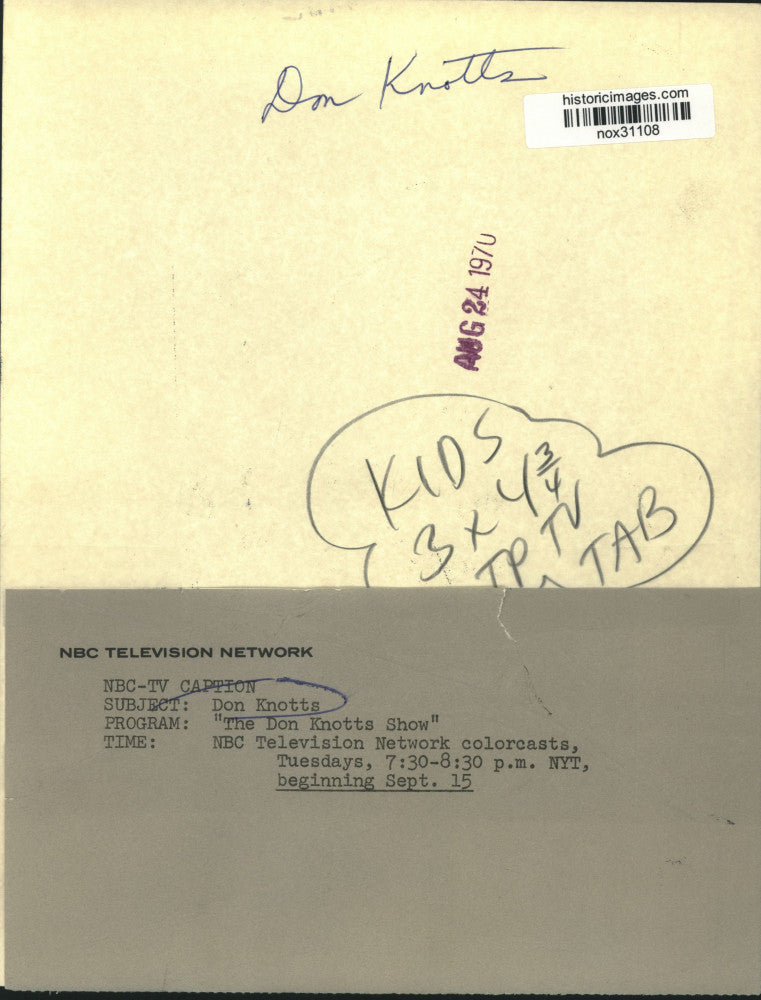 Don Knotts
historicimages.com
nox31108
AUG 24 1970
KIDS
3 x 4 3/4
TP TV
TAB
NBC TELEVISION NETWORK
NBC-TV CAPTION
SUBJECT: Don Knotts
PROGRAM: "The Don Knotts Show"
TIME: NBC Television Network colorcasts,
Tuesdays, 7:30-8:30 p.m. NYT,
beginning Sept. 15